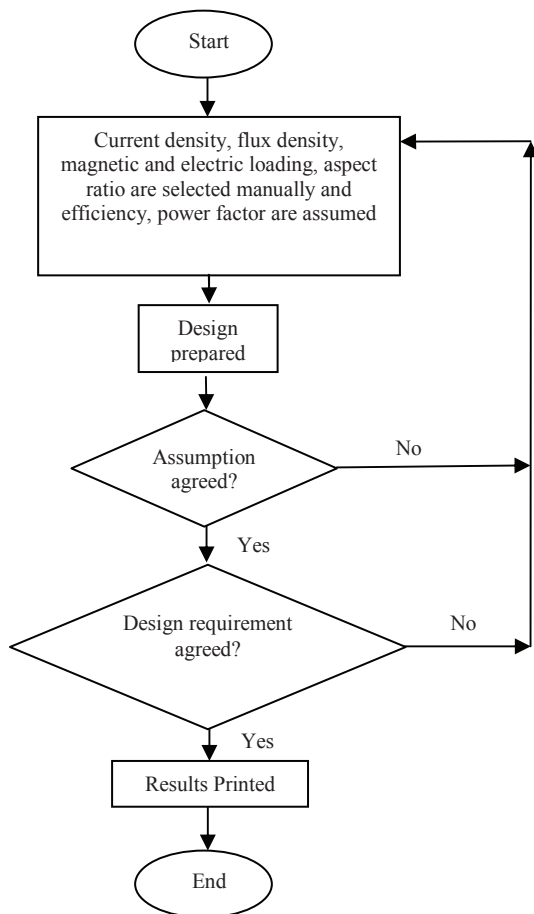 Start
Current density, flux density,
magnetic and electric loading, aspect
ratio are selected manually and
efficiency, power factor are assumed
Design
prepared
Assumption
agreed?
No
Yes
Design requirement
agreed?
No
Yes
Results Printed
End